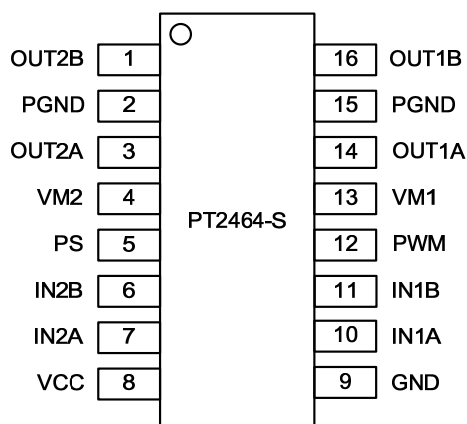 OUT2B 1 16 OUT1B
PGND 2 15 PGND
OUT2A 3 14 OUT1A
VM2 4 13 VM1
PT2464-S
PS 5 12 PWM
IN2B 6 11 IN1B
IN2A 7 10 IN1A
VCC 8 9 GND